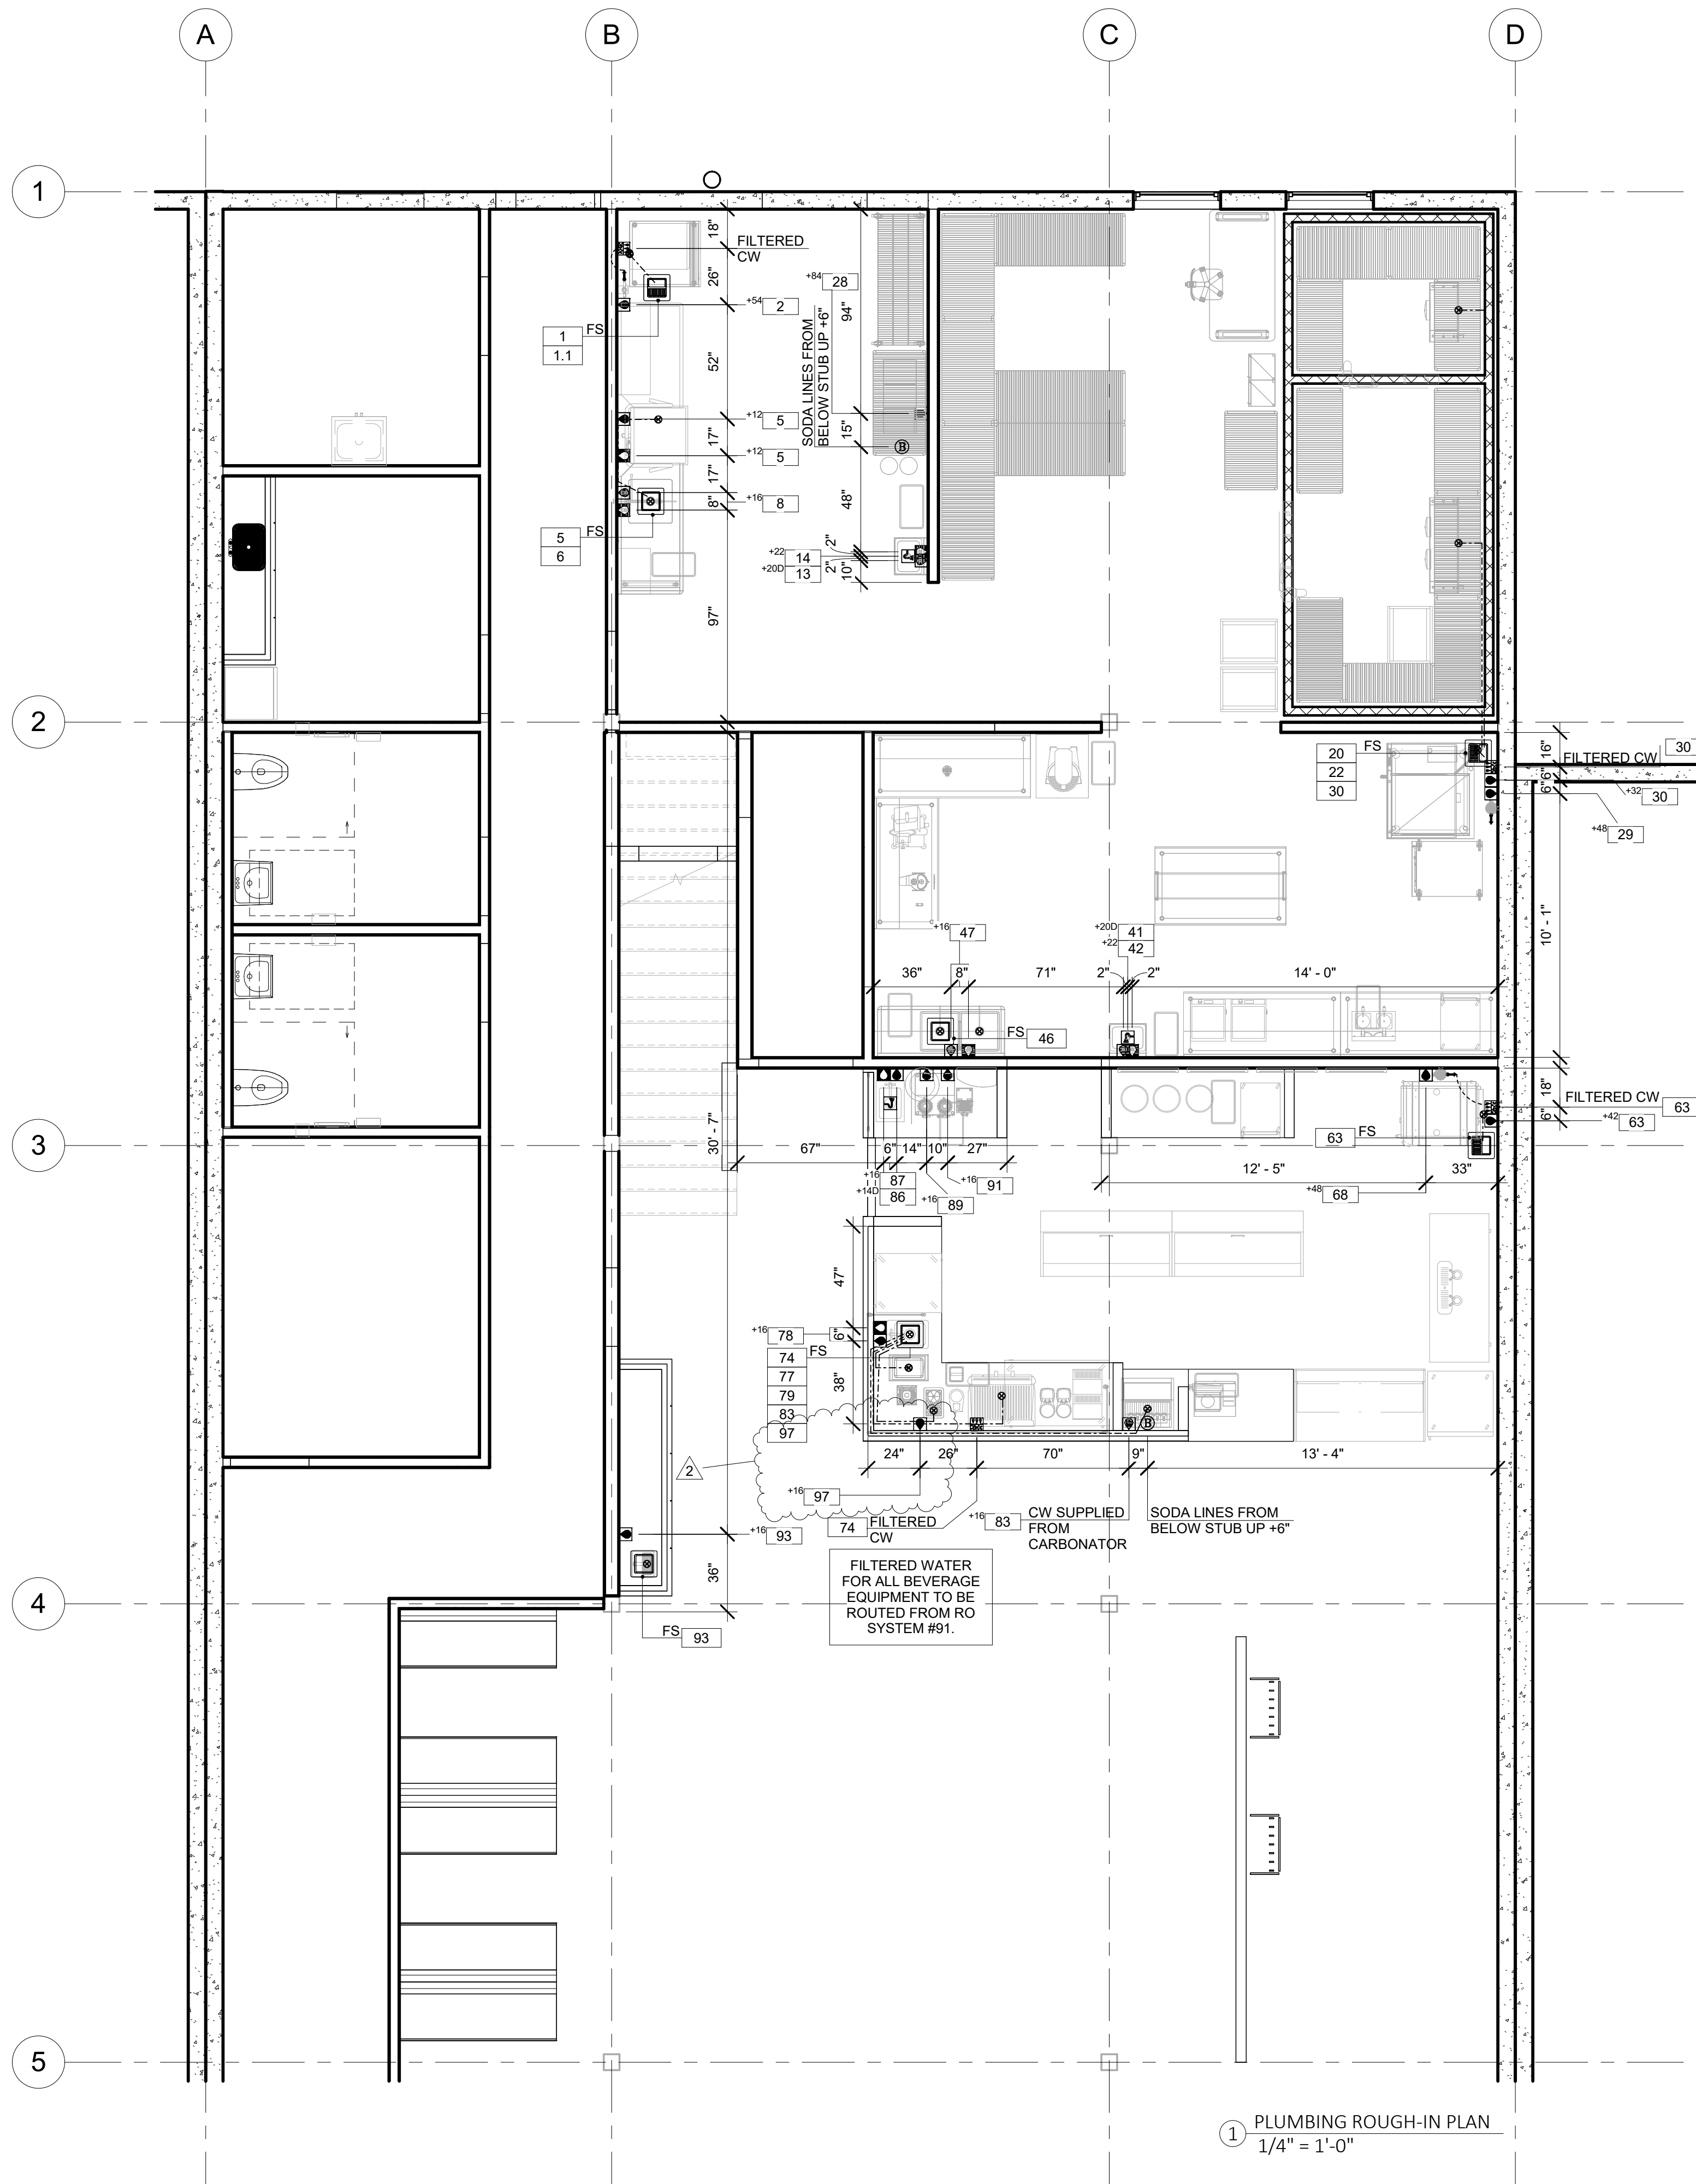 A
B
C
D
1
18"
FILTERED
CW
26"
+54 2
+84 28
94"
FS
1
1.1
52"
SODA LINES FROM
BELOW STUB UP +6"
+12 5
15"
17"
B
+12 5
17"
+16 8
8"
48"
FS
5
6
2"
+22 14
+20D 13
2"
10"
97"
2
20 FS
22
30
16"
FILTERED CW 30
6"
6"
+32 30
+48 29
10' - 1"
+16 47
+20D 41
+22 42
36"
8"
71"
2"
2"
14' - 0"
FS 46
18"
FILTERED CW 63
6"
+42 63
63 FS
3
30' - 7"
67"
6"
14"
10"
27"
12' - 5"
33"
+16 87
+14D 86
+16 91
+16 89
+48 68
47"
+16 78
6"
74 FS
77
79
83
97
38"
B
24"
26"
70"
9"
13' - 4"
2
+16 97
74 FILTERED
CW
+16 83
CW SUPPLIED
FROM
CARBONATOR
SODA LINES FROM
BELOW STUB UP +6"
+16 93
36"
FILTERED WATER
FOR ALL BEVERAGE
EQUIPMENT TO BE
ROUTED FROM RO
SYSTEM #91.
4
FS 93
5
1 PLUMBING ROUGH-IN PLAN
1/4" = 1'-0"